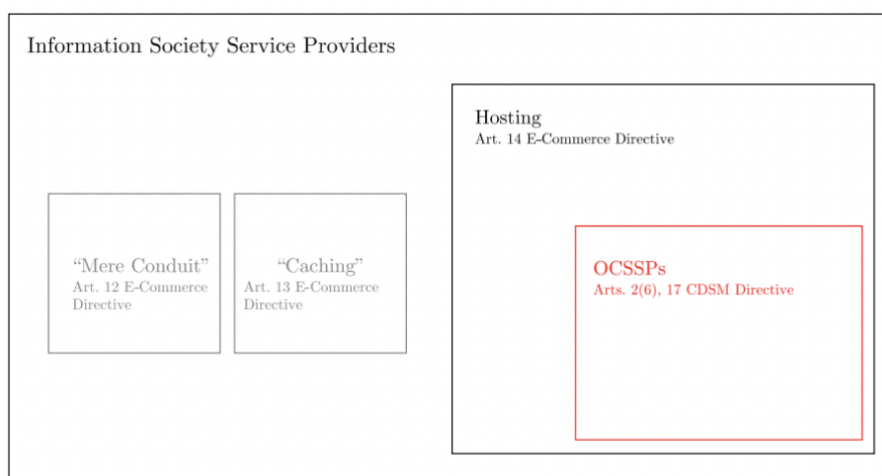 Information Society Service Providers
Hosting
Art. 14 E-Commerce Directive
“Mere Conduit”
Art. 12 E-Commerce
Directive
“Caching”
Art. 13 E-Commerce
Directive
OCSSPs
Arts. 2(6), 17 CDSM Directive